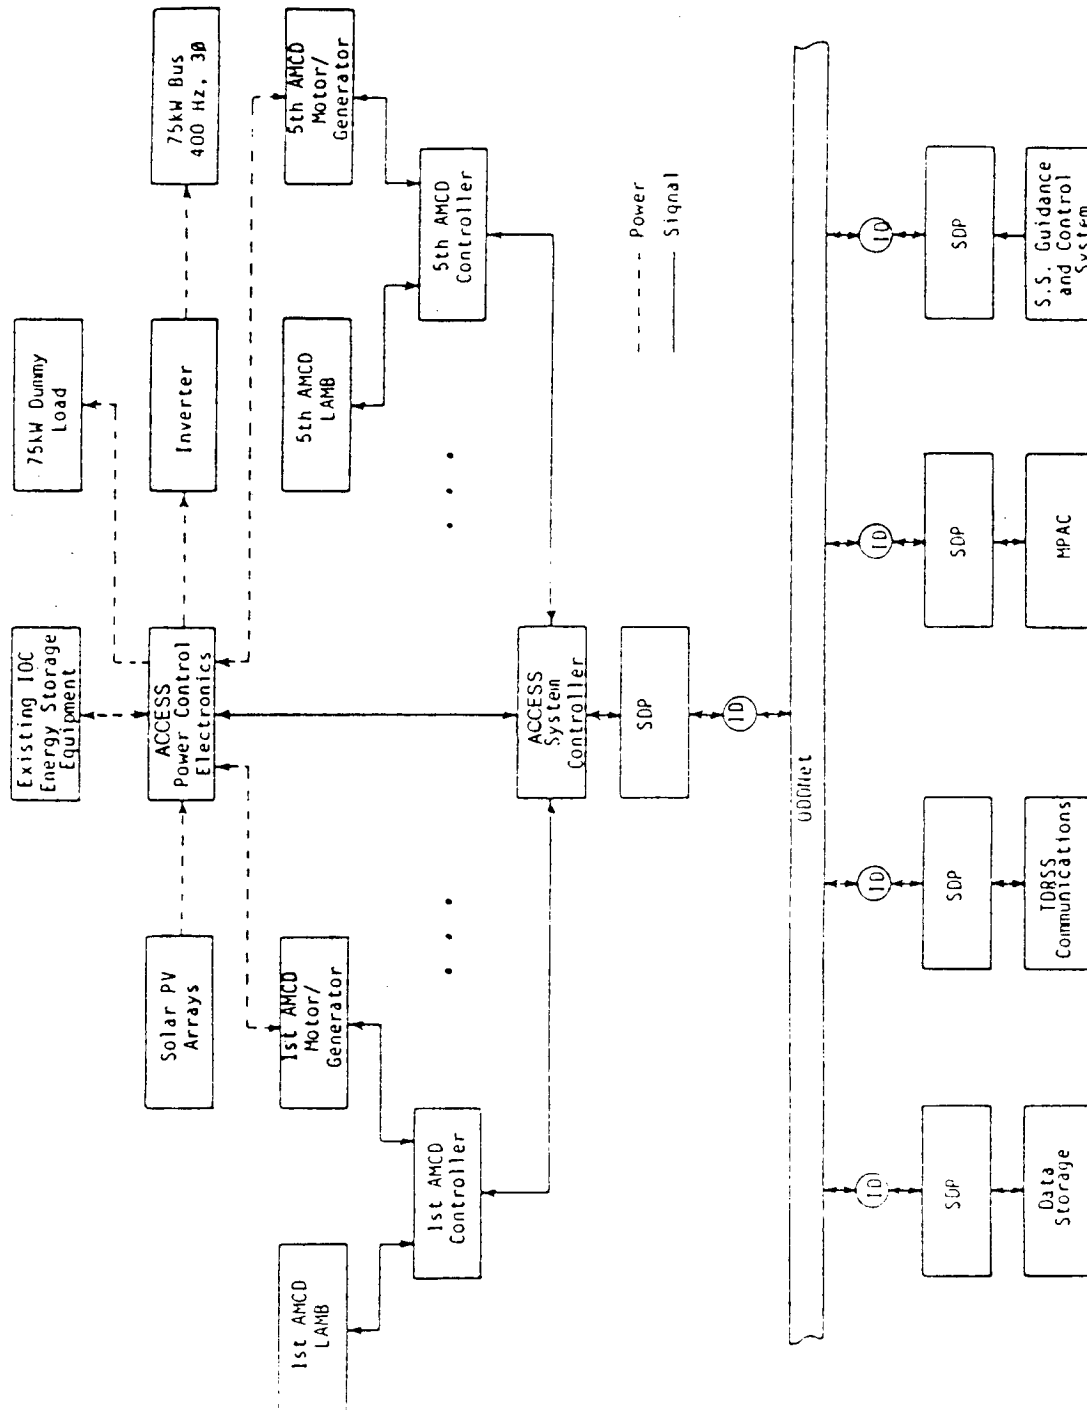 Existing IOC
Energy Storage
Equipment
75kW Dummy
Load
Solar PV
Arrays
ACCESS
Power Control
Electronics
Inverter
75kW Bus
400 Hz, 3Ø
1st AMCD
LAMB
1st AMCD
Motor/
Generator
5th AMCD
LAMB
5th AMCD
Motor/
Generator
1st AMCD
Controller
• • •
• • •
5th AMCD
Controller
ACCESS
System
Controller
SDP
Power
Signal
ID
ODDNet
ID
ID
ID
ID
SDP
SDP
SDP
SDP
Data
Storage
TDRSS
Communications
MPAC
S.S. Guidance
and Control
System